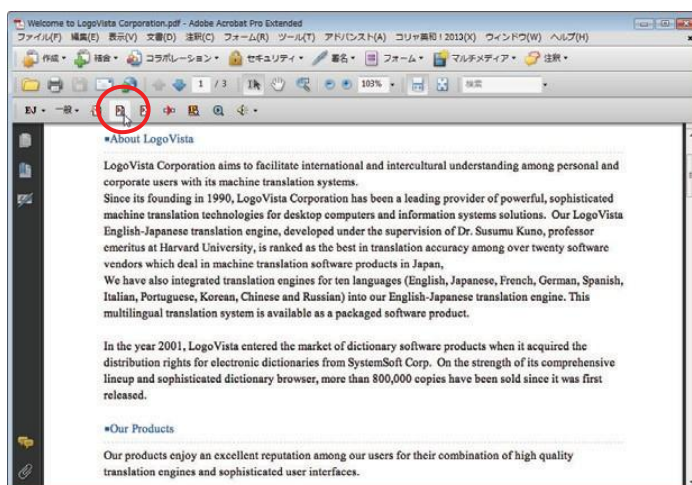 Welcome to LogoVista Corporation.pdf - Adobe Acrobat Pro Extended
ファイル(F) 編集(E) 表示(V) 文書(D) 注釈(C) フォーム(R) ツール(T) アドバンスト(A) コリャ英和！2013(X) ウィンドウ(W) ヘルプ(H)
作成 結合 コラボレーション セキュリティ 署名 フォーム マルチメディア 注釈
1 / 3 103% 検索
EJ 一般
■About LogoVista
LogoVista Corporation aims to facilitate international and intercultural understanding among personal and
corporate users with its machine translation systems.
Since its founding in 1990, LogoVista Corporation has been a leading provider of powerful, sophisticated
machine translation technologies for desktop computers and information systems solutions. Our LogoVista
English-Japanese translation engine, developed under the supervision of Dr. Susumu Kuno, professor
emeritus at Harvard University, is ranked as the best in translation accuracy among over twenty software
vendors which deal in machine translation software products in Japan,
We have also integrated translation engines for ten languages (English, Japanese, French, German, Spanish,
Italian, Portuguese, Korean, Chinese and Russian) into our English-Japanese translation engine. This
multilingual translation system is available as a packaged software product.
In the year 2001, LogoVista entered the market of dictionary software products when it acquired the
distribution rights for electronic dictionaries from SystemSoft Corp. On the strength of its comprehensive
lineup and sophisticated dictionary browser, more than 800,000 copies have been sold since it was first
released.
■Our Products
Our products enjoy an excellent reputation among our users for their combination of high quality
translation engines and sophisticated user interfaces.